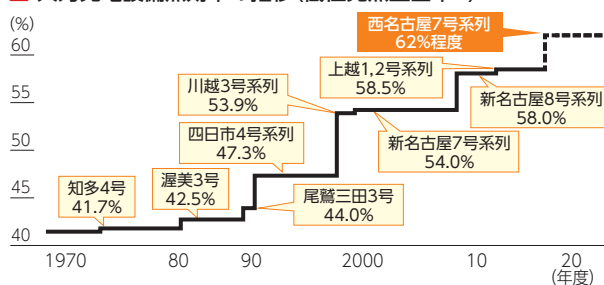 (%)
60
55
50
45
40
西名古屋7号系列
62%程度
上越1,2号系列
58.5%
川越3号系列
53.9%
新名古屋8号系列
58.0%
四日市4号系列
47.3%
新名古屋7号系列
54.0%
知多4号
41.7%
渥美3号
42.5%
尾鷲三田3号
44.0%
1970
80
90
2000
10
20
(年度)